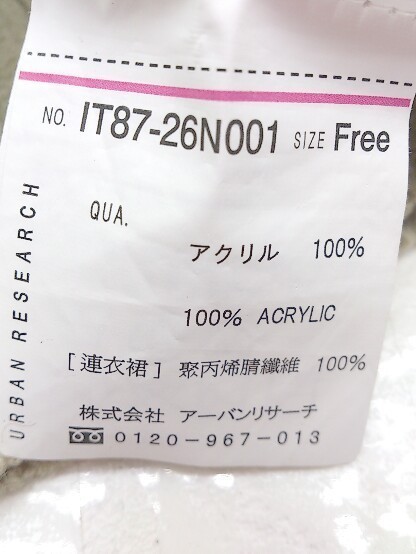 NO. IT87-26N001 SIZE Free
QUA.
アクリル 100%
100% ACRYLIC
[連衣裙] 聚丙烯腈纖維 100%
株式会社 アーバンリサーチ
0120-967-013
URBAN RESEARCH